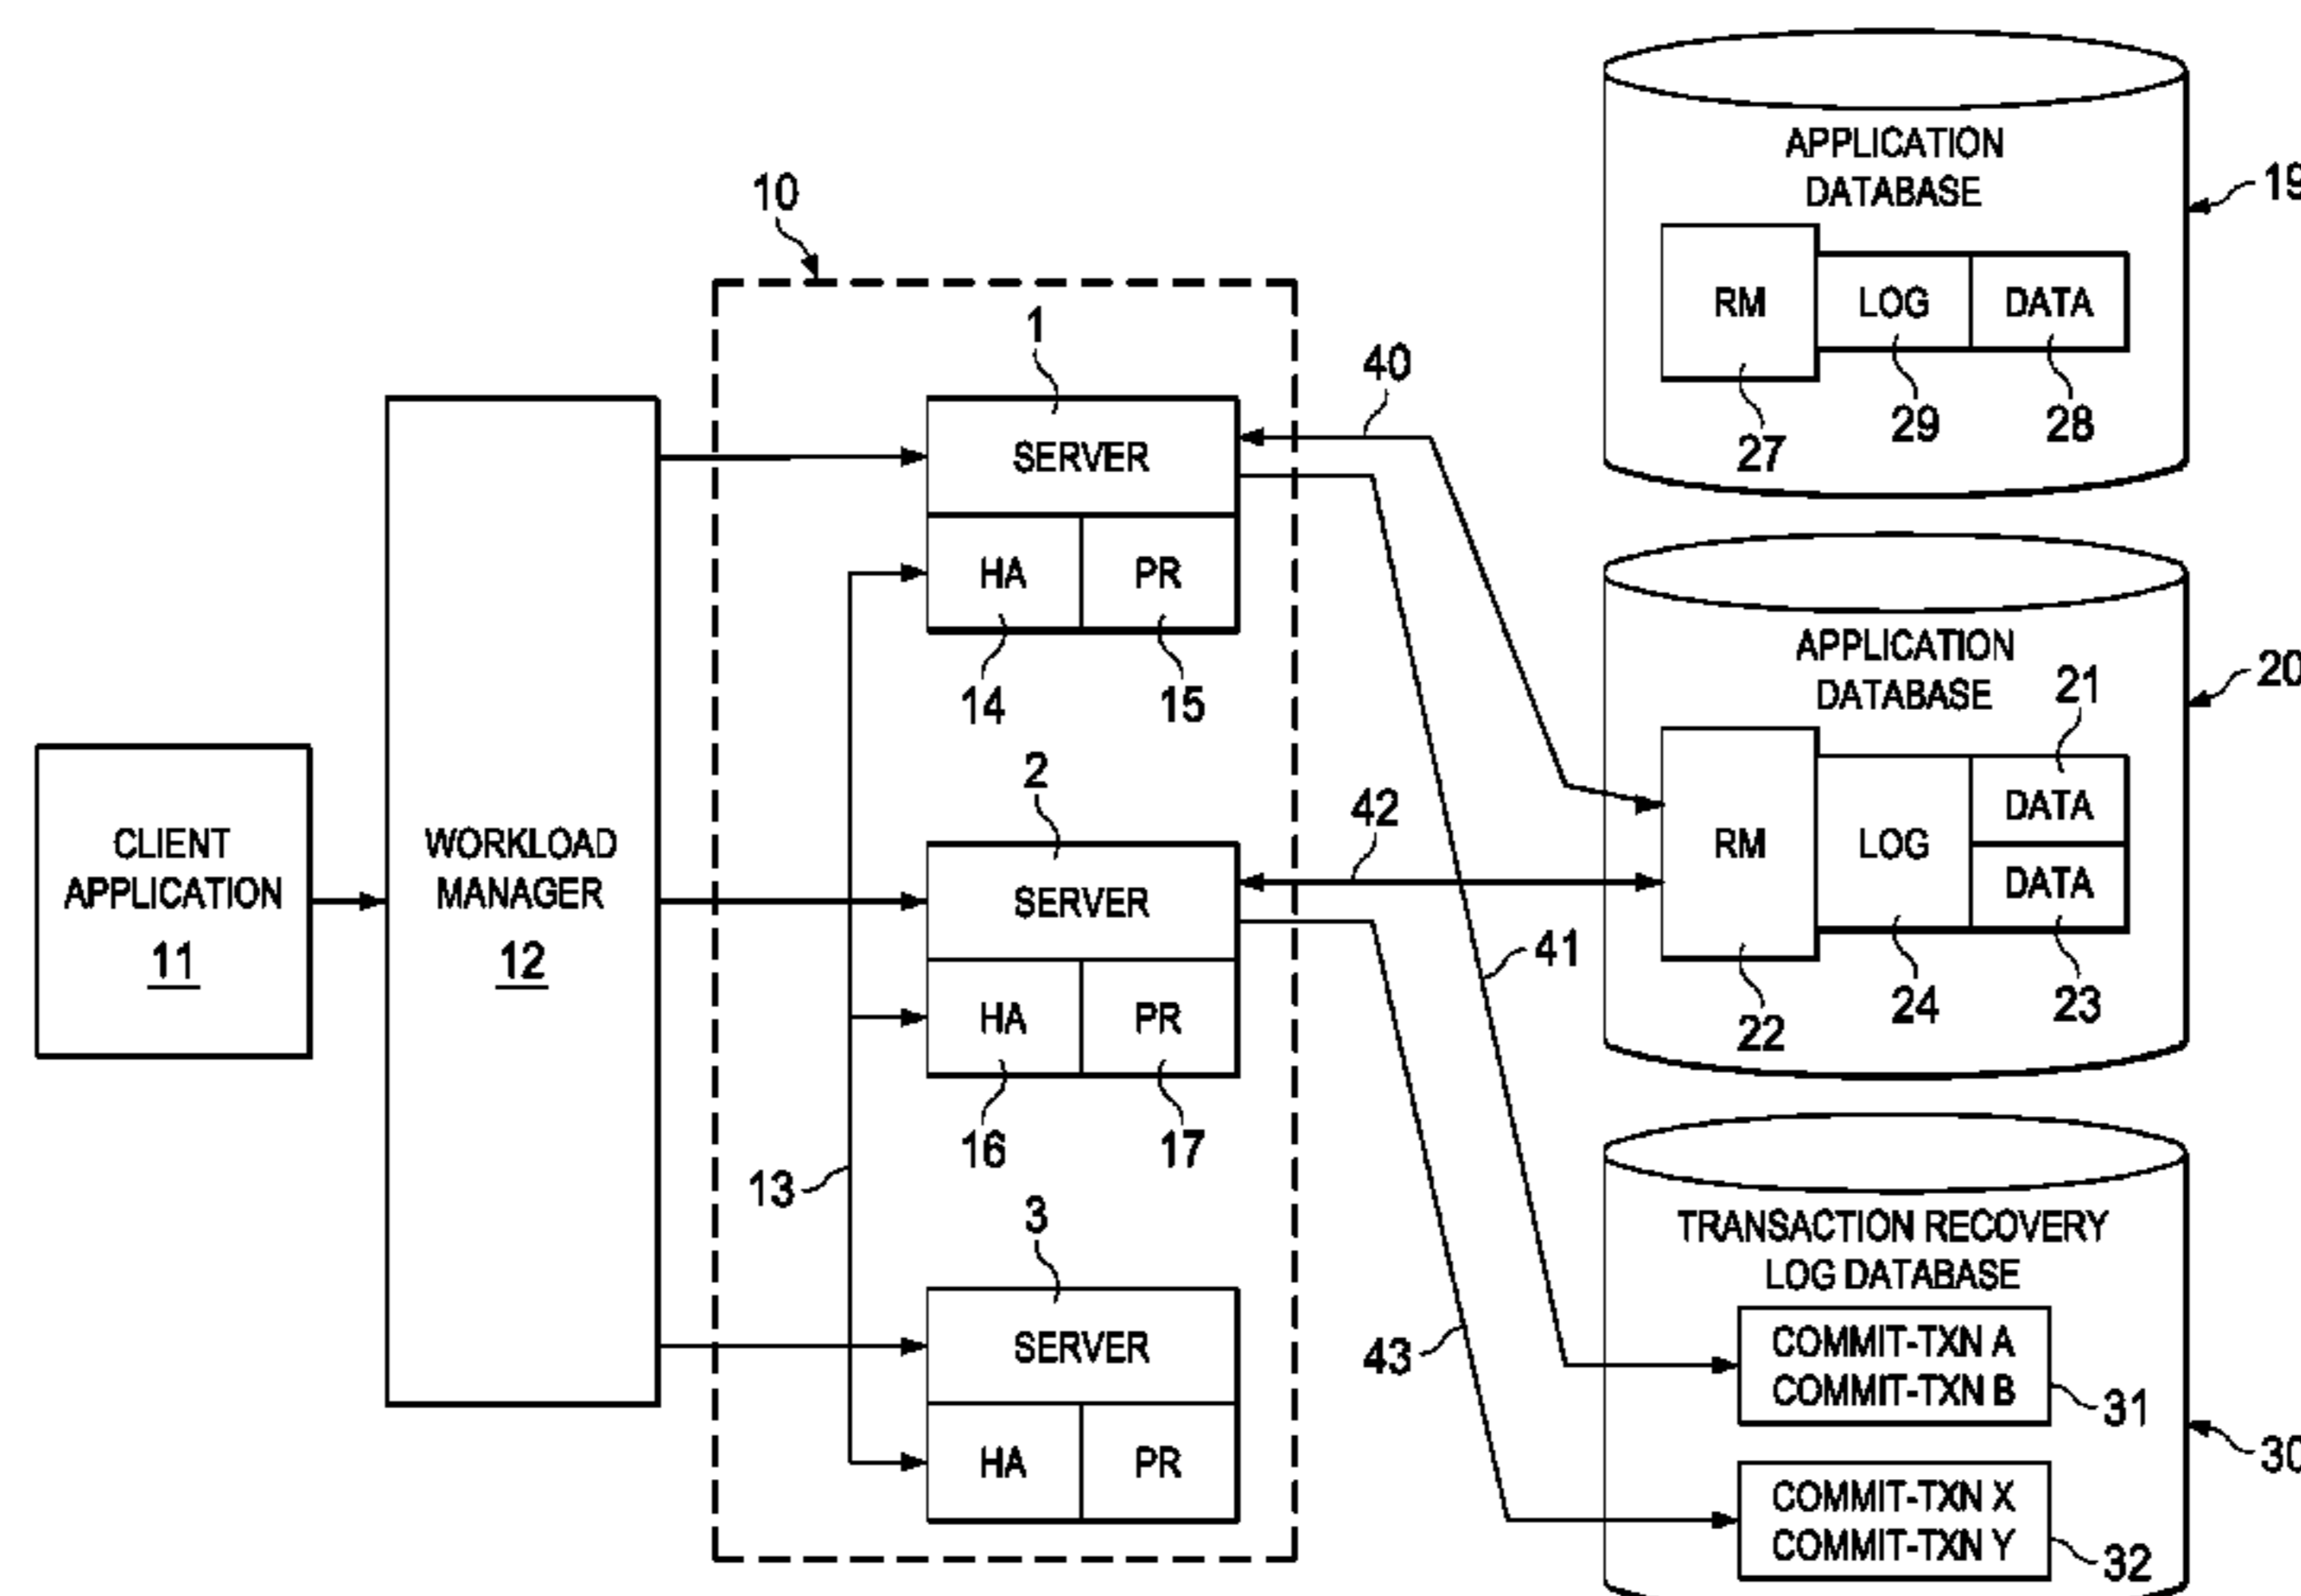 APPLICATION
DATABASE
19
RM
LOG
DATA
27
29
28
10
1
SERVER
HA
PR
14
15
40
APPLICATION
DATABASE
20
21
RM
LOG
DATA
DATA
22
24
23
CLIENT
APPLICATION
11
WORKLOAD
MANAGER
12
2
SERVER
HA
PR
16
17
42
41
13
3
SERVER
HA
PR
43
TRANSACTION RECOVERY
LOG DATABASE
COMMIT-TXN A
COMMIT-TXN B
31
COMMIT-TXN X
COMMIT-TXN Y
32
30